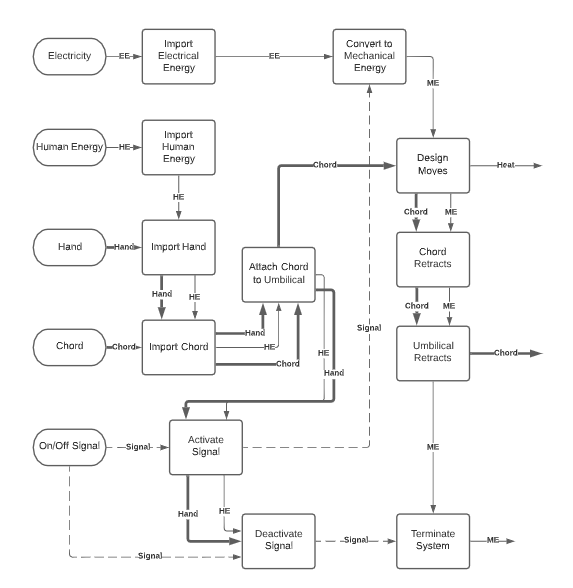 Import
Electrical
Energy
Convert to
Mechanical
Energy
Electricity
EE
EE
ME
Import
Human
Energy
Human Energy
HE
Design
Moves
Chord
Heat
HE
Chord
ME
Hand
Hand
Import Hand
Chord
Retracts
Attach Chord
to Umbilical
Hand
HE
Chord
ME
Signal
Chord
Chord
Import Chord
Hand
HE
Chord
HE
Hand
Umbilical
Retracts
Chord
On/Off Signal
Signal
Activate
Signal
ME
Hand
HE
Deactivate
Signal
Signal
Terminate
System
ME
Signal